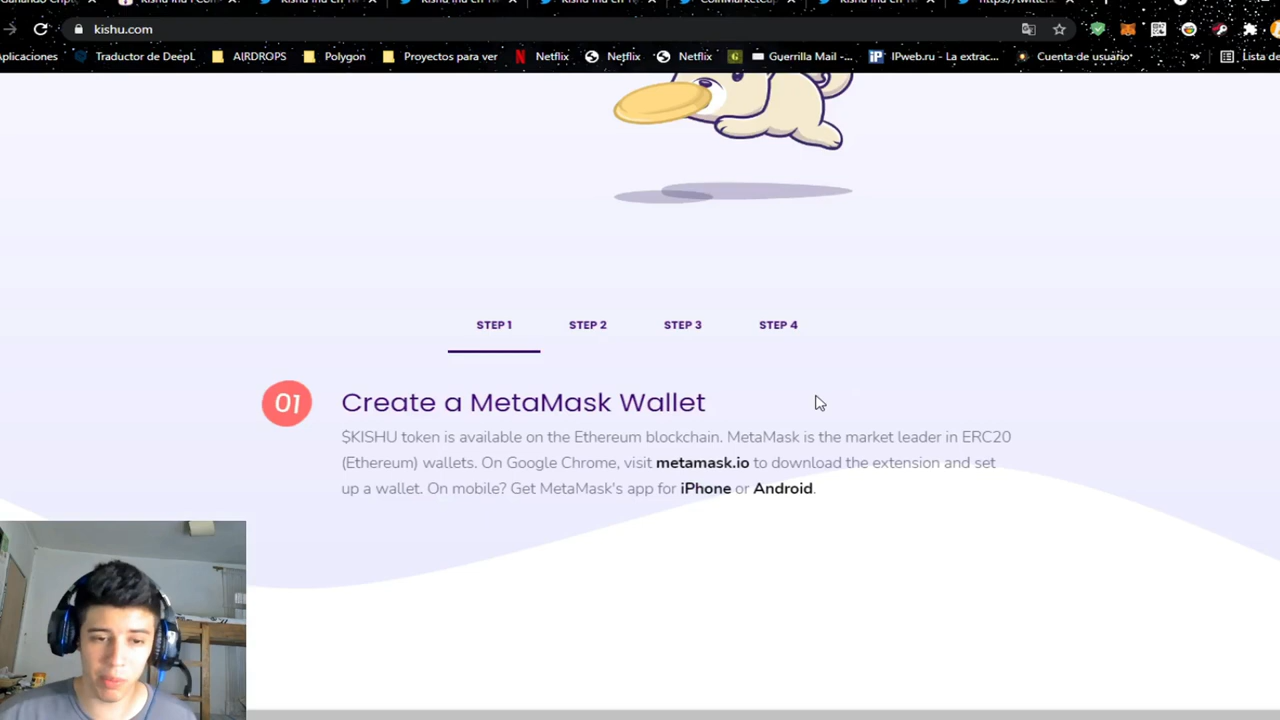 kishu.com
Aplicaciones Traductor de DeepL AIRDROPS Polygon Proyectos para ver Netflix Netflix Netflix Guerrilla Mail -... IPweb.ru - La extrac... Cuenta de usuario » Lista de
STEP 1 STEP 2 STEP 3 STEP 4
01 Create a MetaMask Wallet
$KISHU token is available on the Ethereum blockchain. MetaMask is the market leader in ERC20
(Ethereum) wallets. On Google Chrome, visit metamask.io to download the extension and set
up a wallet. On mobile? Get MetaMask's app for iPhone or Android.